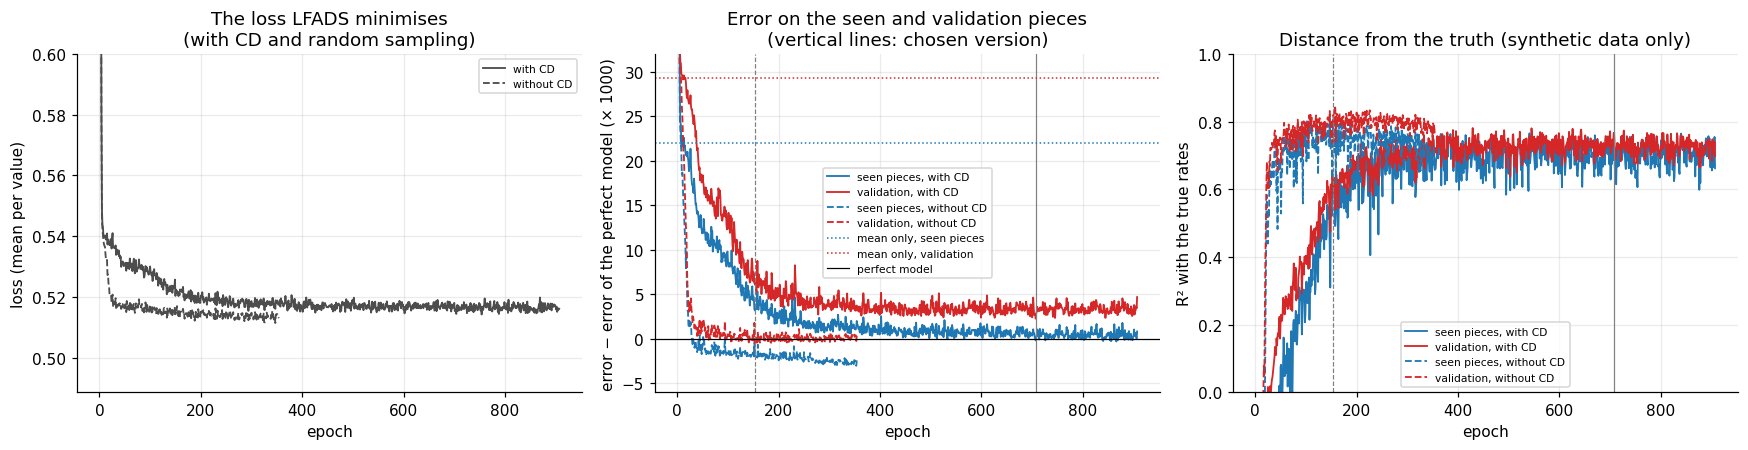 The loss LFADS minimises
(with CD and random sampling)
loss (mean per value)
0.60
0.58
0.56
0.54
0.52
0.50
with CD
without CD
0
200
400
600
800
epoch
Error on the seen and validation pieces
(vertical lines: chosen version)
error − error of the perfect model (× 1000)
30
25
20
15
10
5
0
−5
seen pieces, with CD
validation, with CD
seen pieces, without CD
validation, without CD
mean only, seen pieces
mean only, validation
perfect model
0
200
400
600
800
epoch
Distance from the truth (synthetic data only)
R² with the true rates
1.0
0.8
0.6
0.4
0.2
0.0
seen pieces, with CD
validation, with CD
seen pieces, without CD
validation, without CD
0
200
400
600
800
epoch